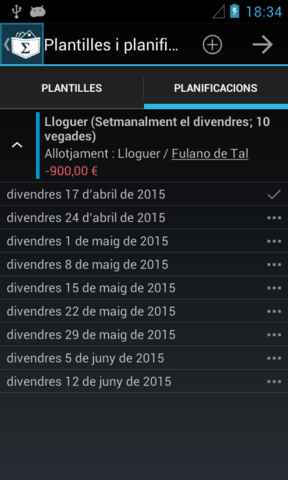 18:34
Plantilles i planifi...
PLANTILLES
PLANIFICACIONS
Lloguer (Setmanalment el divendres; 10
vegades)
Allotjament : Lloguer / Fulano de Tal
-900,00 €
divendres 17 d'abril de 2015
divendres 24 d'abril de 2015
divendres 1 de maig de 2015
divendres 8 de maig de 2015
divendres 15 de maig de 2015
divendres 22 de maig de 2015
divendres 29 de maig de 2015
divendres 5 de juny de 2015
divendres 12 de juny de 2015